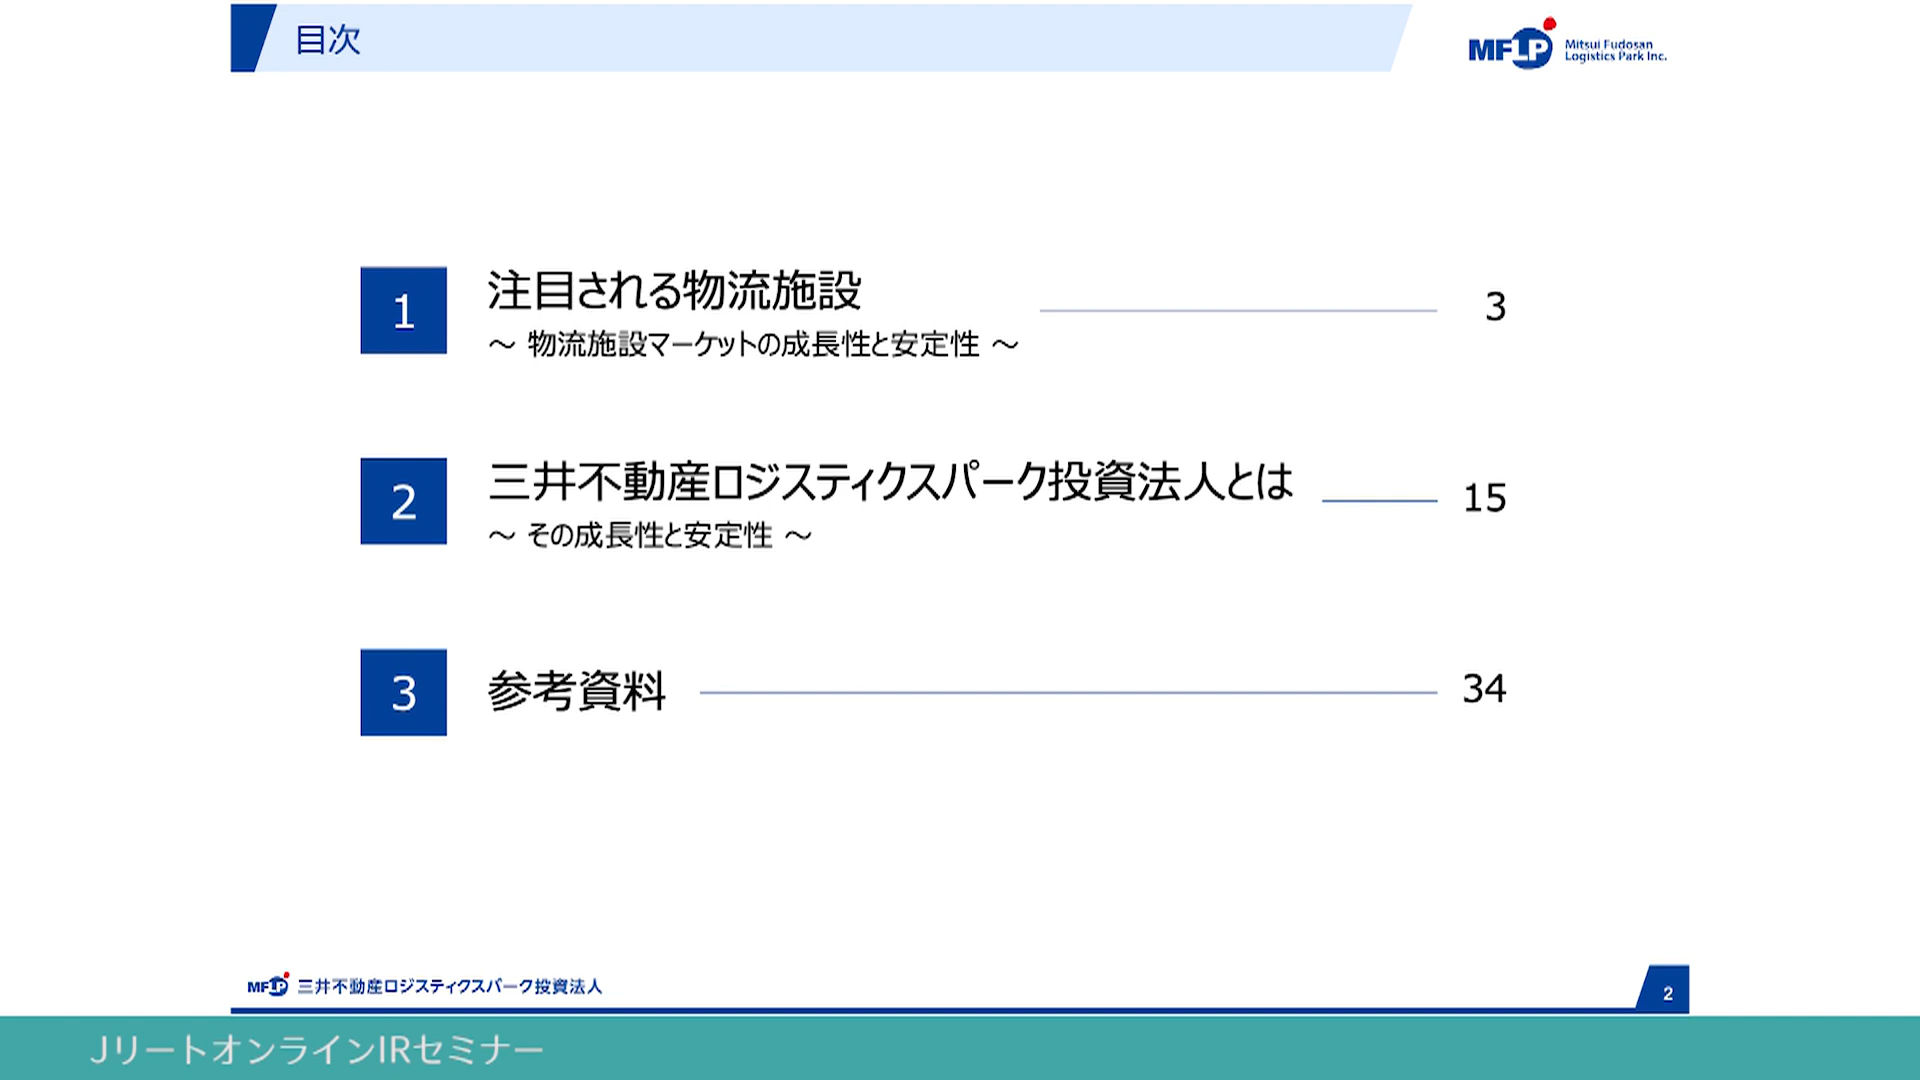 目次
MFLP Mitsui Fudosan
Logistics Park Inc.
1 注目される物流施設 3
～ 物流施設マーケットの成長性と安定性 ～
2 三井不動産ロジスティクスパーク投資法人とは 15
～ その成長性と安定性 ～
3 参考資料 34
MFLP 三井不動産ロジスティクスパーク投資法人
2
JリートオンラインIRセミナー